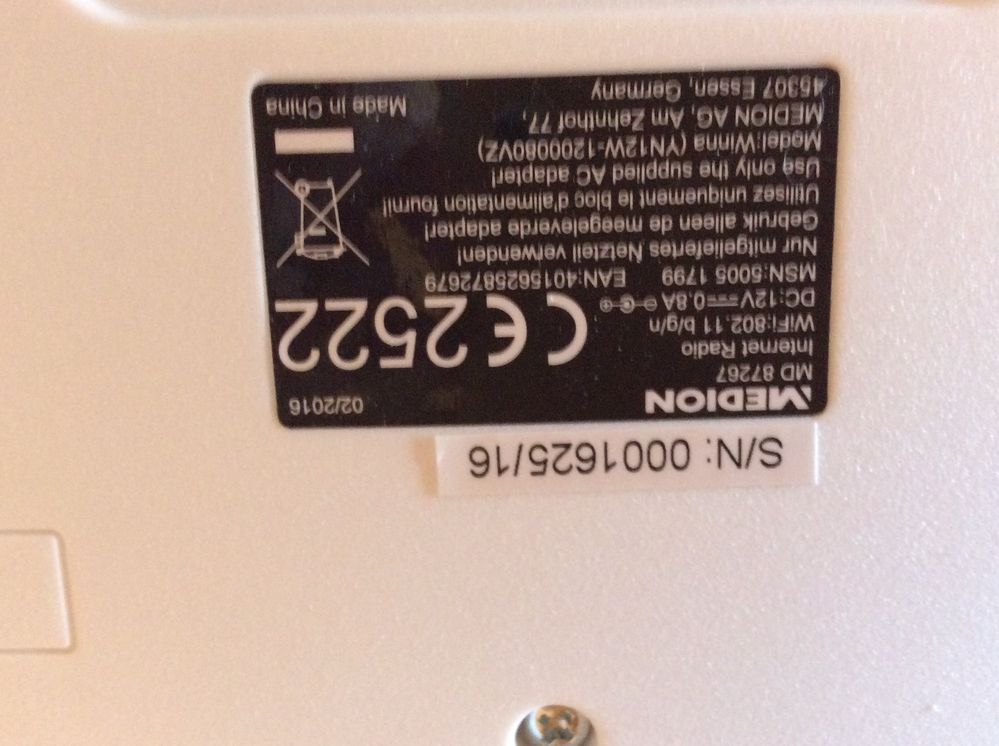 S/N: 0001625/16
MEDION 02/2016
MD 87267
Internet Radio
WiFi:802.11 b/g/n
DC:12V 0.8A
CE 2522
MSN:5005 1799 EAN:4015625872679
Nur mitgeliefertes Netzteil verwenden!
Gebruik alleen de meegeleverde adapter!
Utilisez uniquement le bloc d'alimentation fourni!
Use only the supplied AC adapter!
Model:Winna (YN12W-1200080VZ)
MEDION AG, Am Zehnthof 77,
45307 Essen, Germany
Made in China